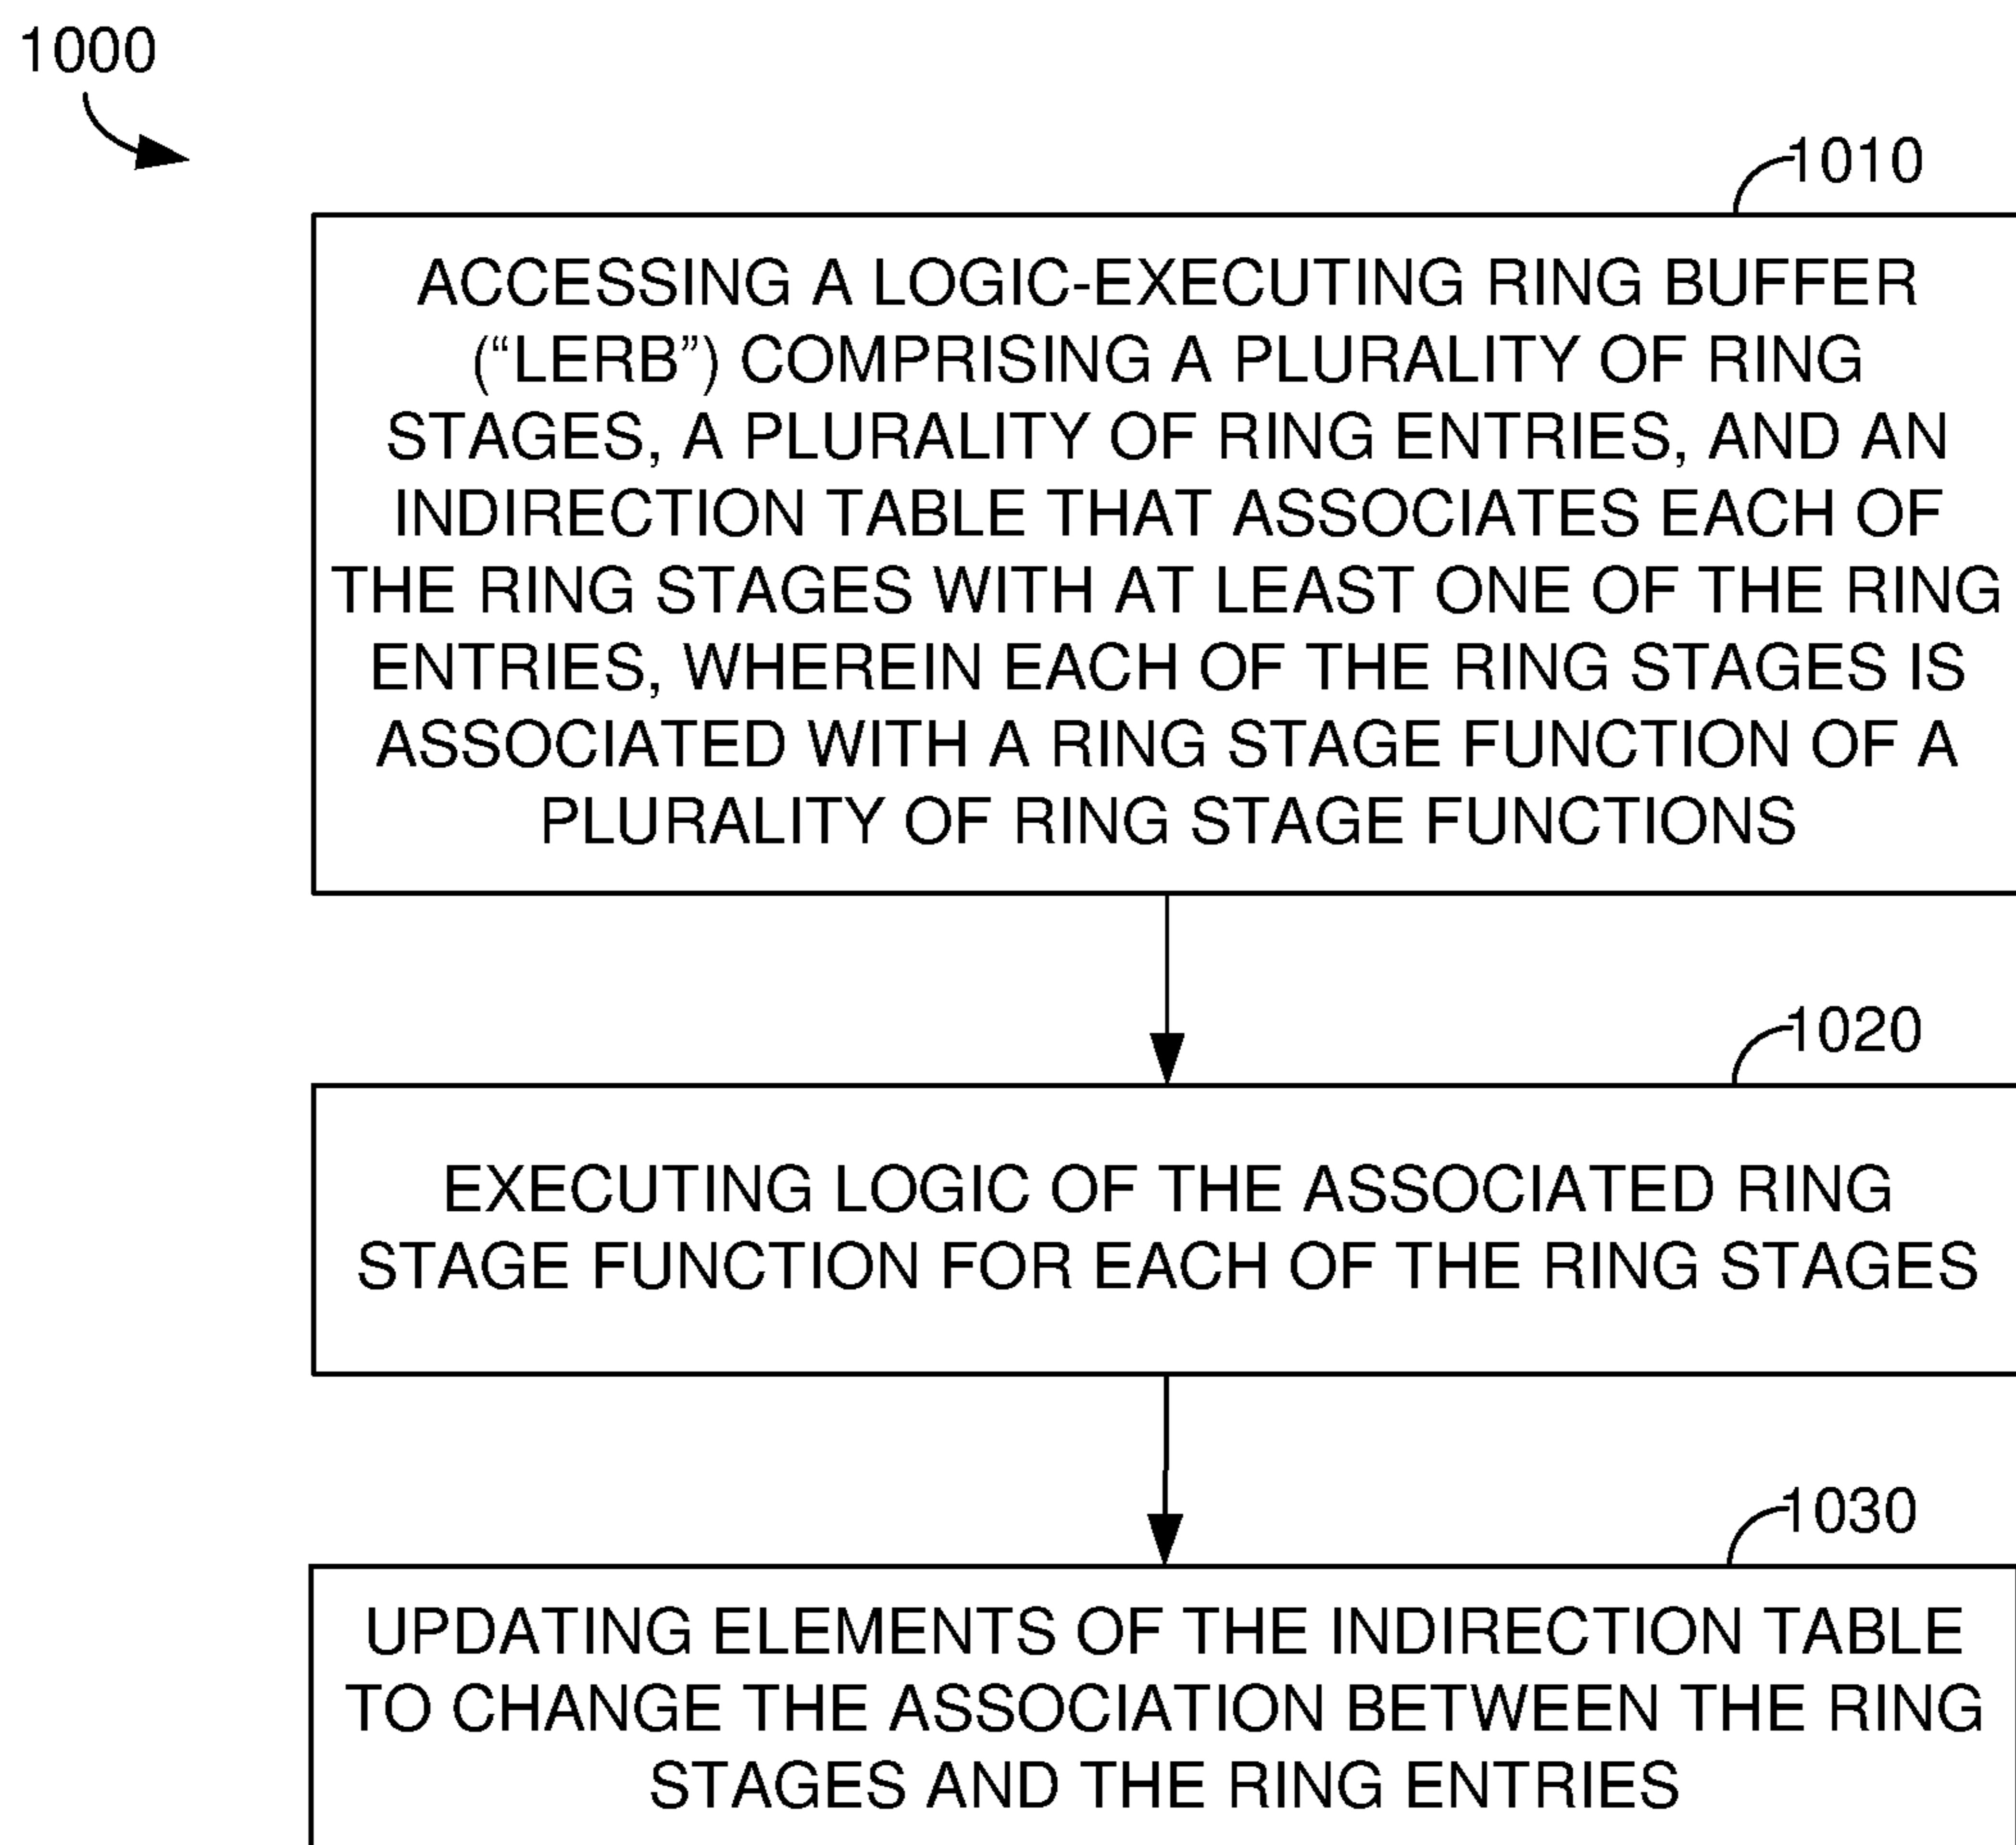 1000
1010
ACCESSING A LOGIC-EXECUTING RING BUFFER
(“LERB”) COMPRISING A PLURALITY OF RING
STAGES, A PLURALITY OF RING ENTRIES, AND AN
INDIRECTION TABLE THAT ASSOCIATES EACH OF
THE RING STAGES WITH AT LEAST ONE OF THE RING
ENTRIES, WHEREIN EACH OF THE RING STAGES IS
ASSOCIATED WITH A RING STAGE FUNCTION OF A
PLURALITY OF RING STAGE FUNCTIONS
1020
EXECUTING LOGIC OF THE ASSOCIATED RING
STAGE FUNCTION FOR EACH OF THE RING STAGES
1030
UPDATING ELEMENTS OF THE INDIRECTION TABLE
TO CHANGE THE ASSOCIATION BETWEEN THE RING
STAGES AND THE RING ENTRIES